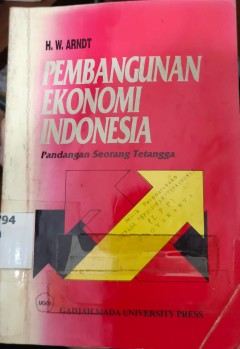 H. W. ARNDT
PEMBANGUNAN
EKONOMI
INDONESIA
Pandangan Seorang Tetangga
794
GADJAH MADA UNIVERSITY PRESS